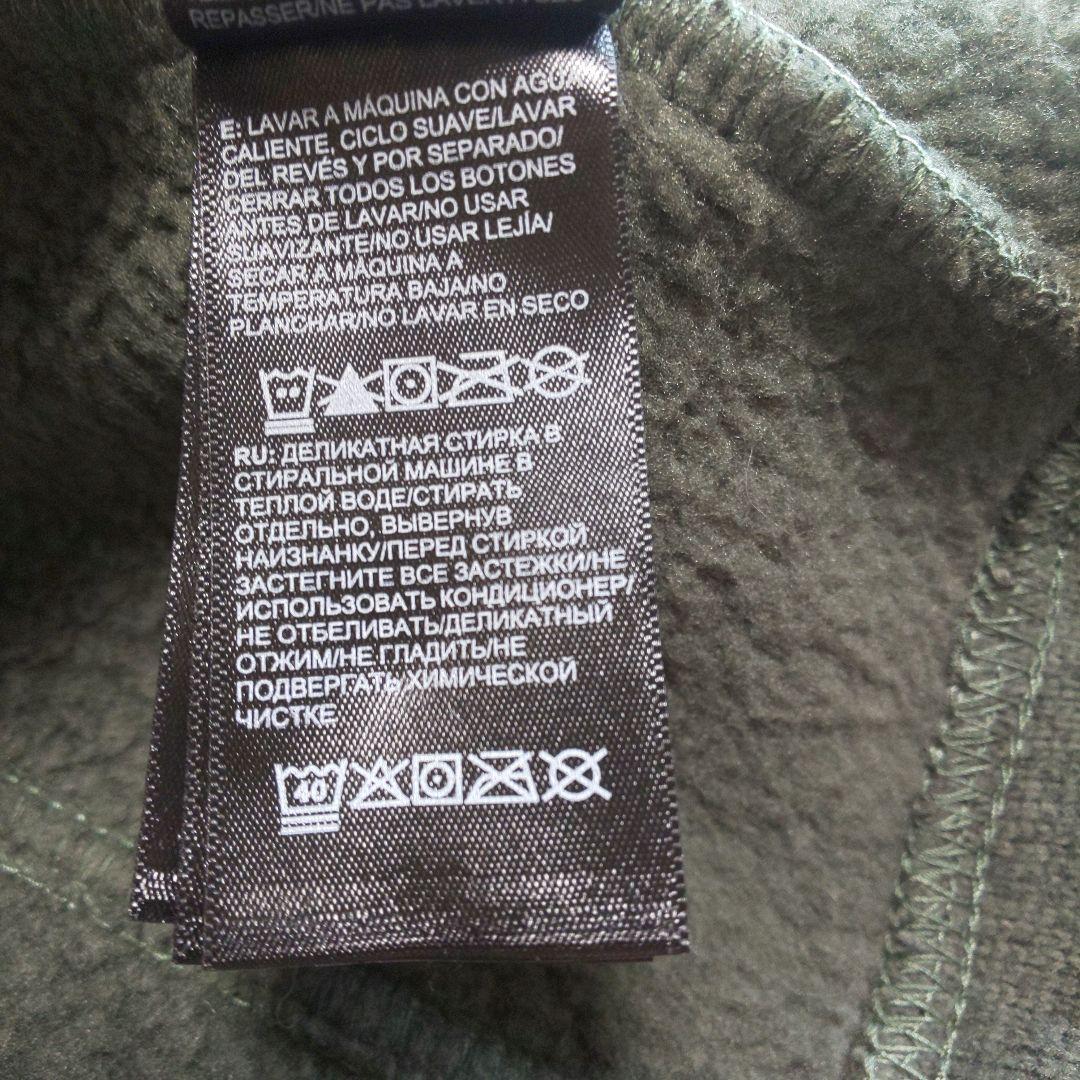 REPASSER/NE PAS LAVER
E: LAVAR A MÁQUINA CON AGUA
CALIENTE, CICLO SUAVE/LAVAR
DEL REVÉS Y POR SEPARADO/
CERRAR TODOS LOS BOTONES
ANTES DE LAVAR/NO USAR
SUAVIZANTE/NO USAR LEJÍA/
SECAR A MÁQUINA A
TEMPERATURA BAJA/NO
PLANCHAR/NO LAVAR EN SECO
RU: ДЕЛИКАТНАЯ СТИРКА В
СТИРАЛЬНОЙ МАШИНЕ В
ТЕПЛОЙ ВОДЕ/СТИРАТЬ
ОТДЕЛЬНО, ВЫВЕРНУВ
НАИЗНАНКУ/ПЕРЕД СТИРКОЙ
ЗАСТЕГНИТЕ ВСЕ ЗАСТЕЖКИ/НЕ
ИСПОЛЬЗОВАТЬ КОНДИЦИОНЕР/
НЕ ОТБЕЛИВАТЬ/ДЕЛИКАТНЫЙ
ОТЖИМ/НЕ ГЛАДИТЬ/НЕ
ПОДВЕРГАТЬ ХИМИЧЕСКОЙ
ЧИСТКЕ
40